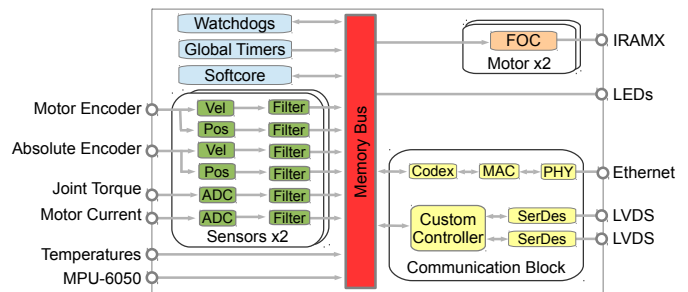 Watchdogs
Global Timers
Softcore
Motor Encoder
Absolute Encoder
Joint Torque
Motor Current
Temperatures
MPU-6050
Vel
Filter
Pos
Filter
Vel
Filter
Pos
Filter
ADC
Filter
ADC
Filter
Sensors x2
Memory Bus
FOC
Motor x2
IRAMX
LEDs
Codex
MAC
PHY
Ethernet
Custom
Controller
SerDes
LVDS
SerDes
LVDS
Communication Block